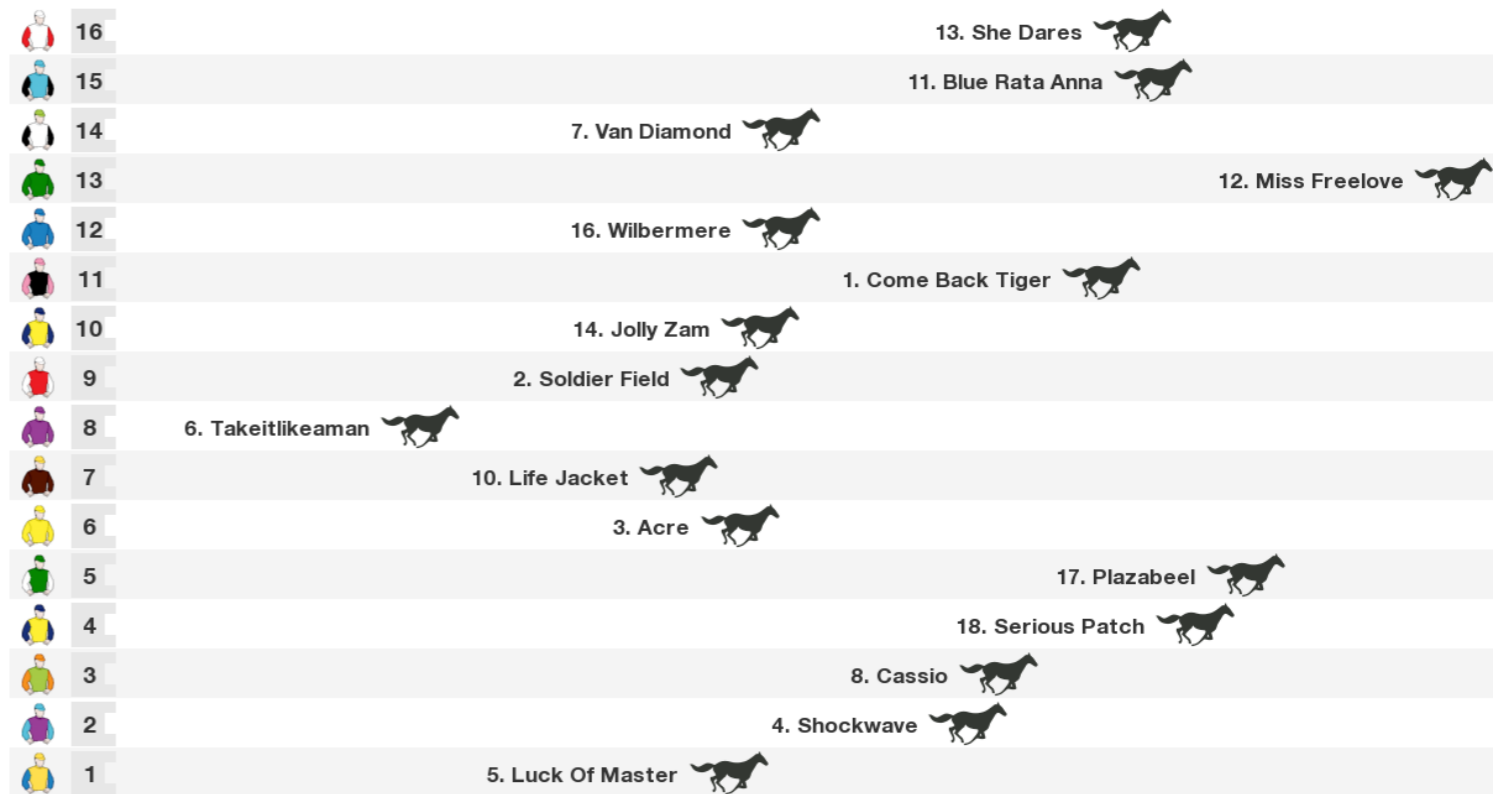 16 13. She Dares
15 11. Blue Rata Anna
14 7. Van Diamond
13 12. Miss Freelove
12 16. Wilbermere
11 1. Come Back Tiger
10 14. Jolly Zam
9 2. Soldier Field
8 6. Takeitlikeaman
7 10. Life Jacket
6 3. Acre
5 17. Plazabeel
4 18. Serious Patch
3 8. Cassio
2 4. Shockwave
1 5. Luck Of Master